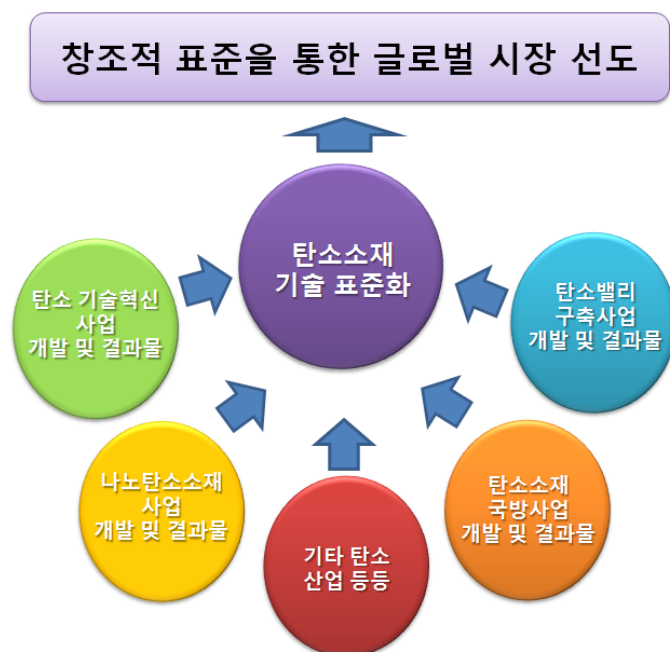 창조적 표준을 통한 글로벌 시장 선도
탄소소재
기술 표준화
탄소 기술혁신
사업
개발 및 결과물
탄소밸리
구축사업
개발 및 결과물
나노탄소소재
사업
개발 및 결과물
기타 탄소
산업 등등
탄소소재
국방사업
개발 및 결과물